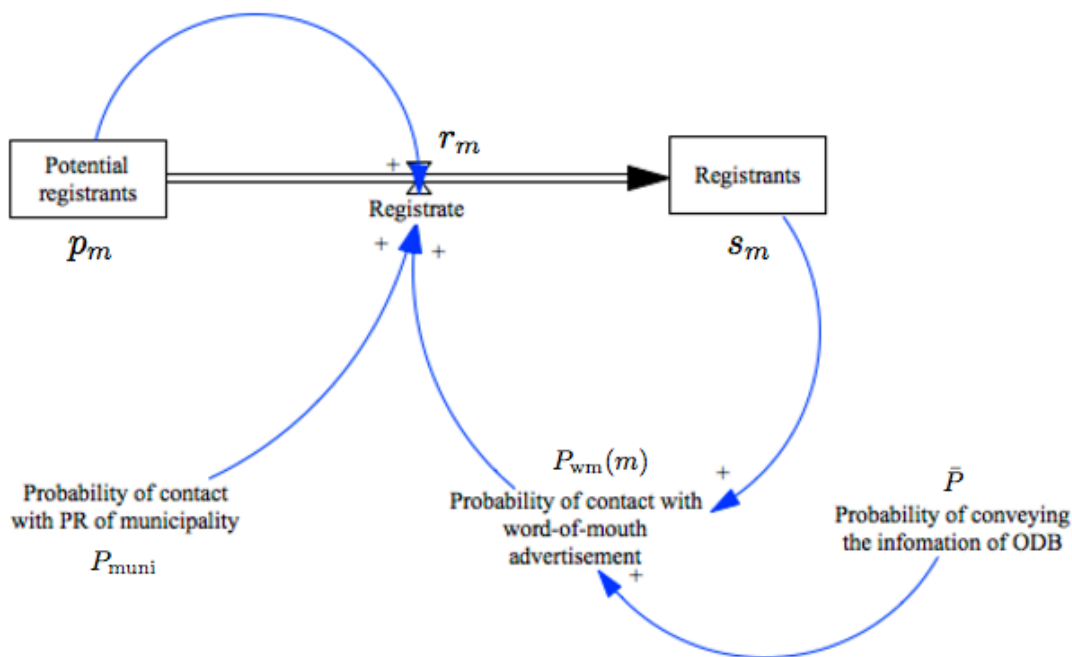 Potential
registrants
p_m
+
r_m
Registrate
+
+
Registrants
s_m
Probability of contact
with PR of municipality
P_muni
P_wm(m)
+
Probability of contact with
word-of-mouth
advertisement
+
P̄
Probability of conveying
the infomation of ODB